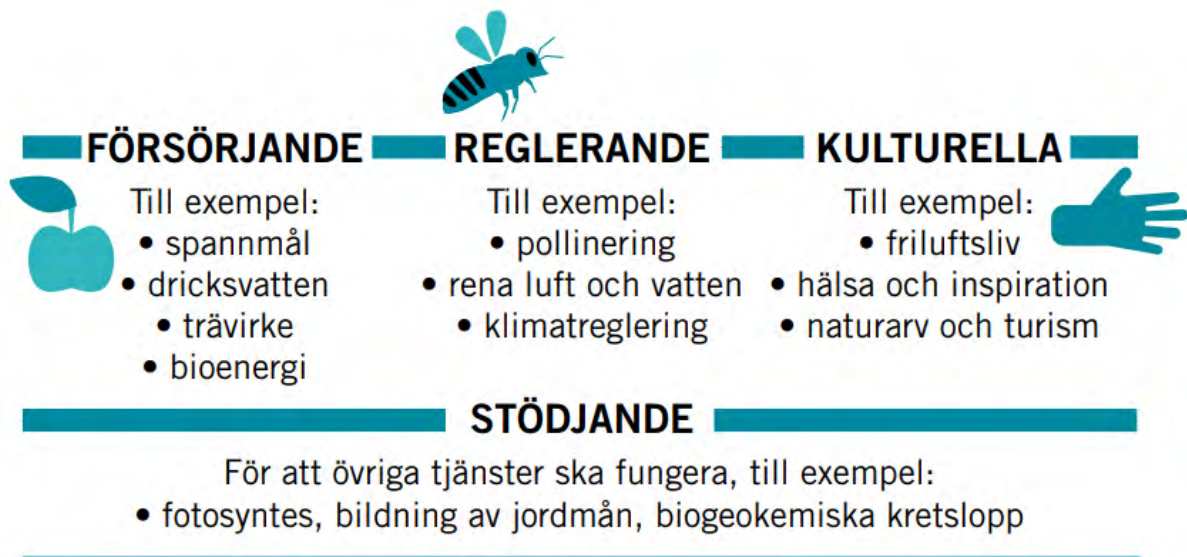 FÖRSÖRJANDE
Till exempel:
• spannmål
• dricksvatten
• trävirke
• bioenergi
REGLERANDE
Till exempel:
• pollinering
• rena luft och vatten
• klimatreglering
KULTURELLA
Till exempel:
• friluftsliv
• hälsa och inspiration
• naturarv och turism
STÖDJANDE
För att övriga tjänster ska fungera, till exempel:
• fotosyntes, bildning av jordmån, biogeokemiska kretslopp